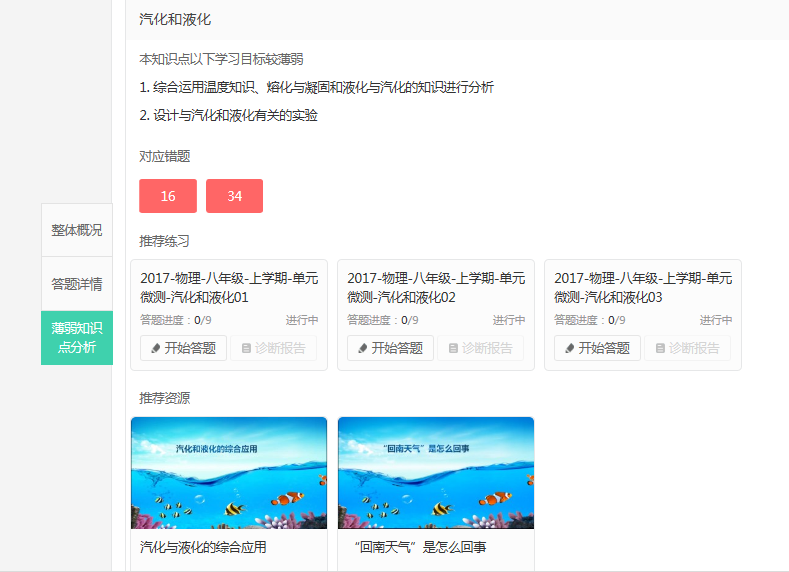 汽化和液化
本知识点以下学习目标较薄弱
1. 综合运用温度知识、熔化与凝固和液化与汽化的知识进行分析
2. 设计与汽化和液化有关的实验
对应错题
16 34
整体概况
答题详情
薄弱知识
点分析
推荐练习
2017-物理-八年级-上学期-单元
微测-汽化和液化01
答题进度：0/9 进行中
开始答题 诊断报告
2017-物理-八年级-上学期-单元
微测-汽化和液化02
答题进度：0/9 进行中
开始答题 诊断报告
2017-物理-八年级-上学期-单元
微测-汽化和液化03
答题进度：0/9 进行中
开始答题 诊断报告
推荐资源
汽化和液化的综合应用
汽化与液化的综合应用
“回南天气”是怎么回事
“回南天气”是怎么回事